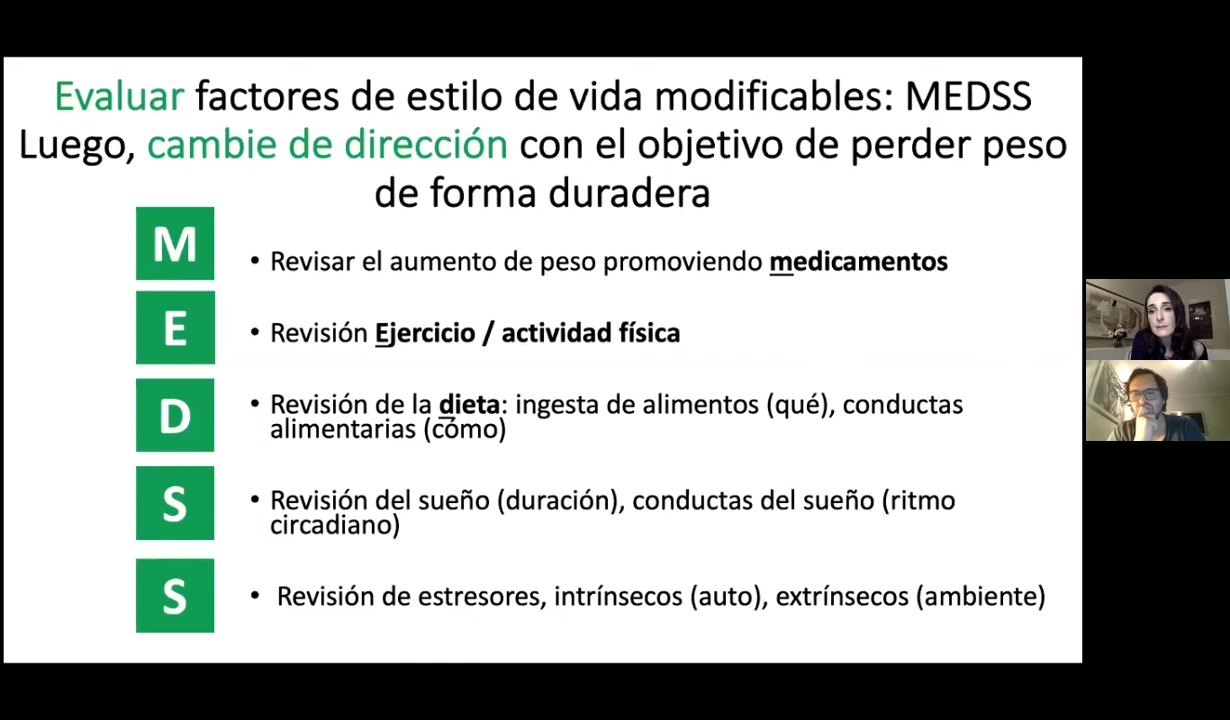 Evaluar factores de estilo de vida modificables: MEDSS
Luego, cambie de dirección con el objetivo de perder peso
de forma duradera
M
• Revisar el aumento de peso promoviendo medicamentos
E
• Revisión Ejercicio / actividad física
D
• Revisión de la dieta: ingesta de alimentos (qué), conductas
alimentarias (cómo)
S
• Revisión del sueño (duración), conductas del sueño (ritmo
circadiano)
S
• Revisión de estresores, intrínsecos (auto), extrínsecos (ambiente)